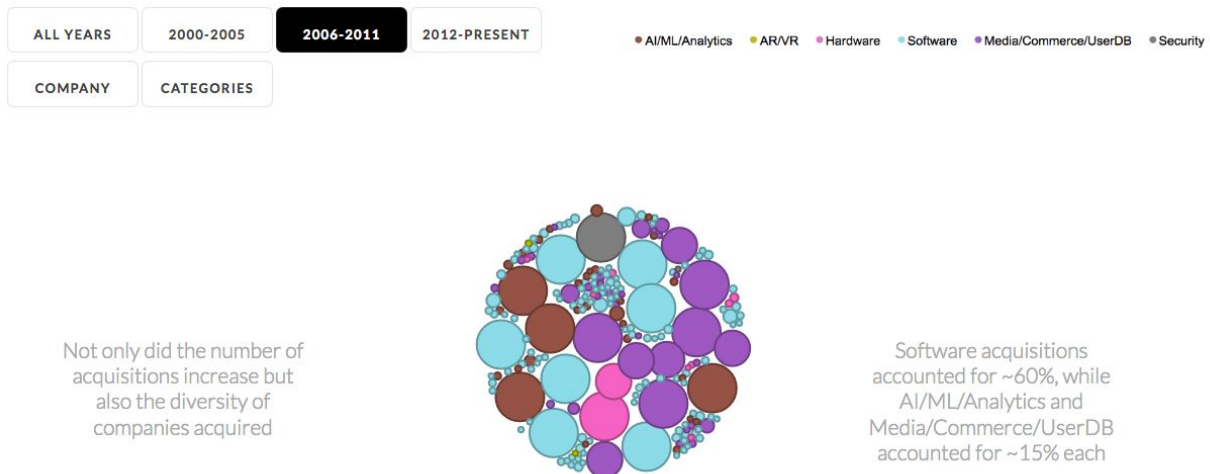 ALL YEARS
2000-2005
2006-2011
2012-PRESENT
AI/ML/Analytics
AR/VR
Hardware
Software
Media/Commerce/UserDB
Security
COMPANY
CATEGORIES
Not only did the number of
acquisitions increase but
also the diversity of
companies acquired
Software acquisitions
accounted for ~60%, while
AI/ML/Analytics and
Media/Commerce/UserDB
accounted for ~15% each